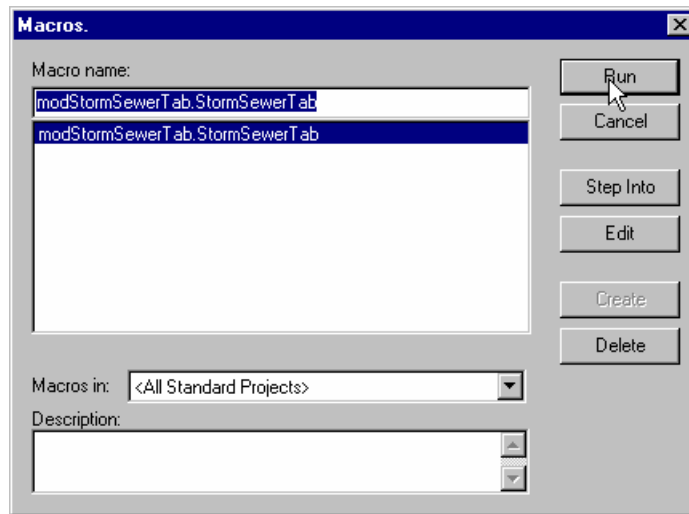 Macros.
Macro name:
modStormSewerTab.StormSewerTab
modStormSewerTab.StormSewerTab
Run
Cancel
Step Into
Edit
Create
Delete
Macros in:
<All Standard Projects>
Description: